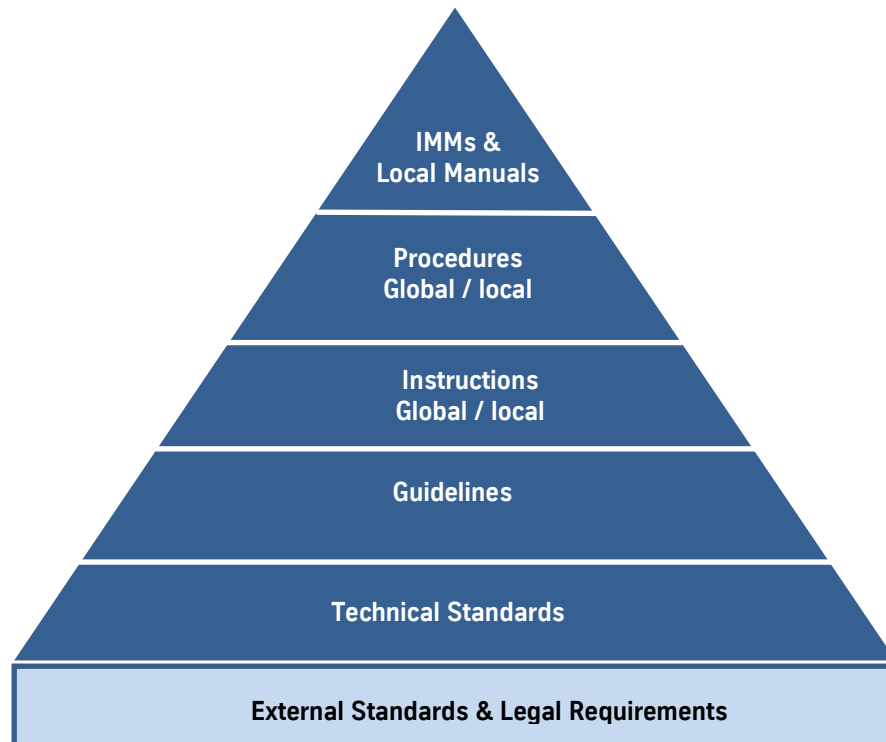 IMMs &
Local Manuals
Procedures
Global / local
Instructions
Global / local
Guidelines
Technical Standards
External Standards & Legal Requirements